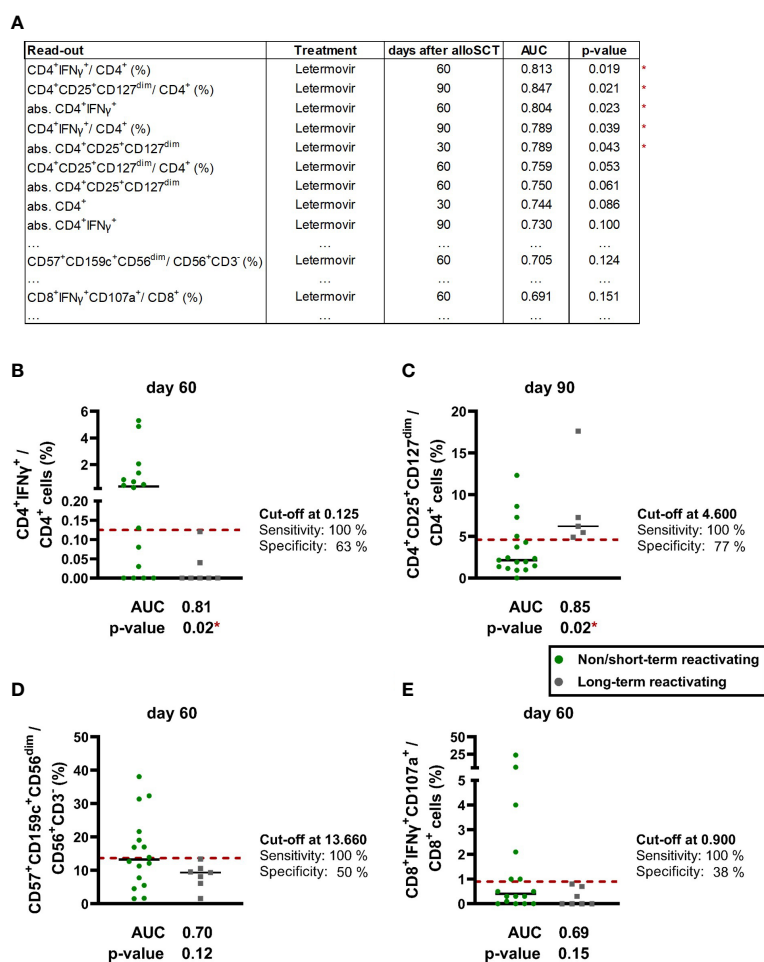 A
Read-out Treatment days after alloSCT AUC p-value
CD4⁺IFNγ⁺/ CD4⁺ (%) Letermovir 60 0.813 0.019 *
CD4⁺CD25⁺CD127ᵈⁱᵐ/ CD4⁺ (%) Letermovir 90 0.847 0.021 *
abs. CD4⁺IFNγ⁺ Letermovir 60 0.804 0.023 *
CD4⁺IFNγ⁺/ CD4⁺ (%) Letermovir 90 0.789 0.039 *
abs. CD4⁺CD25⁺CD127ᵈⁱᵐ Letermovir 30 0.789 0.043 *
CD4⁺CD25⁺CD127ᵈⁱᵐ/ CD4⁺ (%) Letermovir 60 0.759 0.053
abs. CD4⁺CD25⁺CD127ᵈⁱᵐ Letermovir 60 0.750 0.061
abs. CD4⁺ Letermovir 30 0.744 0.086
abs. CD4⁺IFNγ⁺ Letermovir 90 0.730 0.100
... ... ... ... ...
CD57⁺CD159c⁺CD56ᵈⁱᵐ/ CD56⁺CD3⁻ (%) Letermovir 60 0.705 0.124
... ... ... ... ...
CD8⁺IFNγ⁺CD107a⁺/ CD8⁺ (%) Letermovir 60 0.691 0.151
... ... ... ... ...
B
day 60
CD4⁺IFNγ⁺ /
CD4⁺ cells (%)
6
4
2
0.20
0.15
0.10
0.05
0.00
Cut-off at 0.125
Sensitivity: 100 %
Specificity: 63 %
AUC 0.81
p-value 0.02*
C
day 90
CD4⁺CD25⁺CD127ᵈⁱᵐ /
CD4⁺ cells (%)
20
15
10
5
0
Cut-off at 4.600
Sensitivity: 100 %
Specificity: 77 %
AUC 0.85
p-value 0.02*
Non/short-term reactivating
Long-term reactivating
D
day 60
CD57⁺CD159c⁺CD56ᵈⁱᵐ /
CD56⁺CD3⁻ (%)
50
40
30
20
10
0
Cut-off at 13.660
Sensitivity: 100 %
Specificity: 50 %
AUC 0.70
p-value 0.12
E
day 60
CD8⁺IFNγ⁺CD107a⁺ /
CD8⁺ cells (%)
50
25
5
4
3
2
1
0
Cut-off at 0.900
Sensitivity: 100 %
Specificity: 38 %
AUC 0.69
p-value 0.15